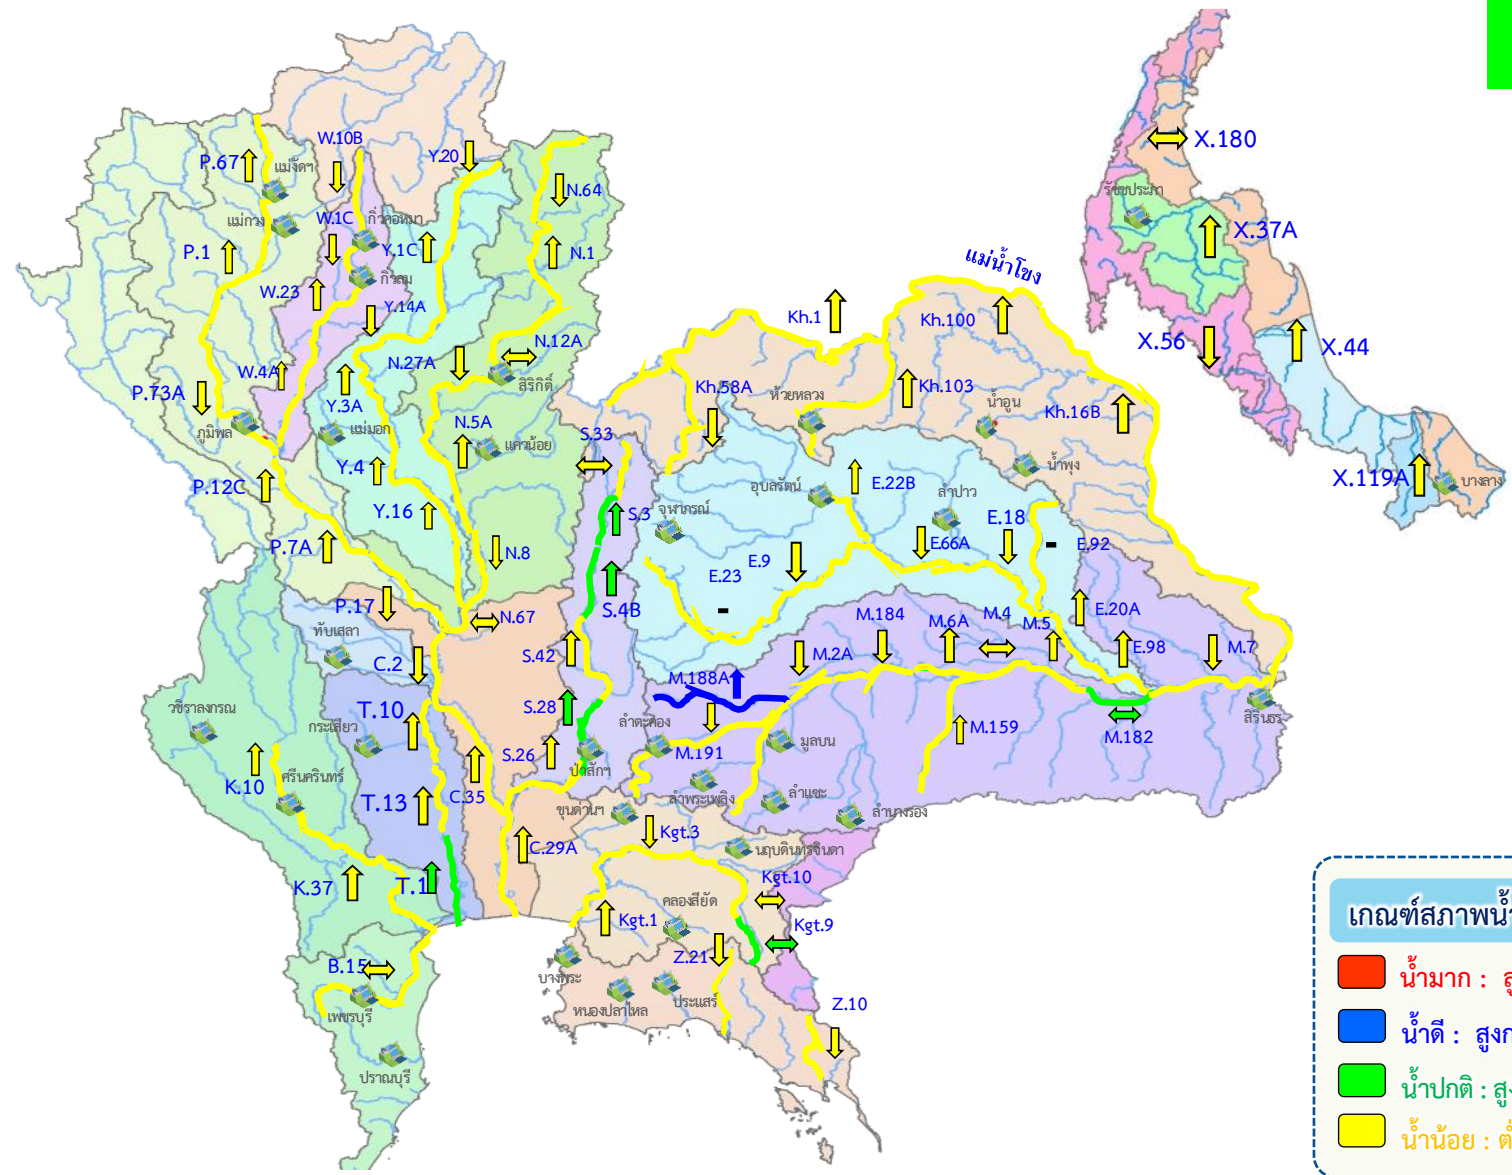 P.67
แม่งัดฯ
W.10B
Y.20
N.64
แม่กวง
W.1C
กิ่วคอหมา
Y.1C
P.1
N.1
กิ่วลม
W.23
Y.14A
N.12A
N.27A
สิริกิติ์
W.4A
P.73A
Y.3A
ภูมิพล
แม่มอก
N.5A
แควน้อย
Y.4
P.12C
Y.16
P.7A
N.8
P.17
N.67
ทับเสลา
C.2
วชิราลงกรณ
T.10
กระเสียว
K.10
ศรีนครินทร์
T.13
C.35
C.29A
K.37
T.1
B.15
เพชรบุรี
ปราณบุรี
แม่น้ำโขง
Kh.1
Kh.100
Kh.58A
ห้วยหลวง
Kh.103
น้ำอูน
Kh.16B
S.33
น้ำพุง
อุบลรัตน์
E.22B
ลำปาว
S.3
จุฬาภรณ์
E.18
E.66A
E.92
E.9
E.23
S.4B
M.184
M.6A
M.4
M.5
E.20A
S.42
M.2A
E.98
M.7
M.188A
S.28
ลำตะคอง
สิรินธร
M.191
มูลบน
M.159
M.182
S.26
ป่าสักฯ
ลำพระเพลิง
ลำแซะ
ลำนางรอง
ขุนด่านฯ
Kgt.3
นฤบดินทรจินดา
Kgt.10
คลองสียัด
Kgt.1
Kgt.9
Z.21
บางพระ
ประแสร์
หนองปลาไหล
Z.10
X.180
รัชชประภา
X.37A
X.56
X.44
X.119A
บางลาง
เกณฑ์สภาพน้ำ
น้ำมาก : สู
น้ำดี : สูงก
น้ำปกติ : สูง
น้ำน้อย : ต่ำ